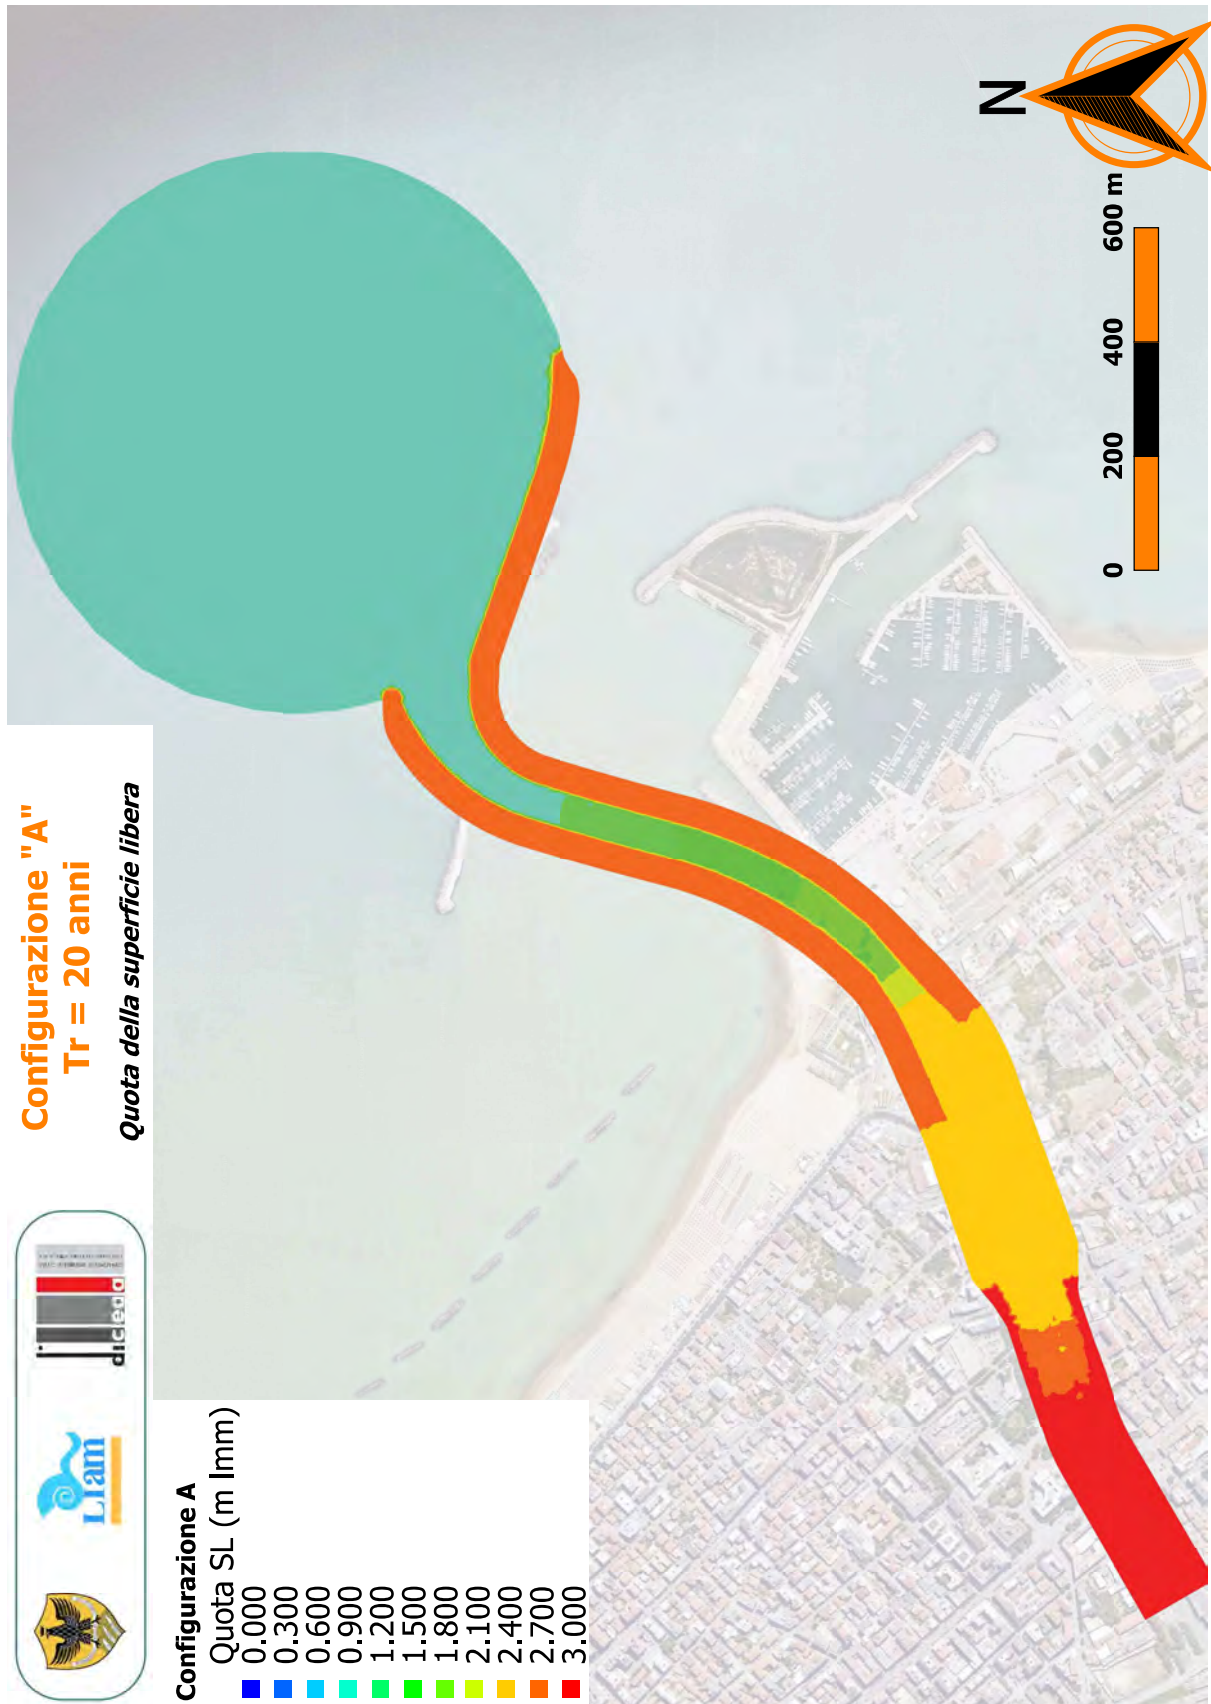 Configurazione "A"
Tr = 20 anni
Quota della superficie libera
LIam
dicea
Configurazione A
Quota SL (m lmm)
0.000
0.300
0.600
0.900
1.200
1.500
1.800
2.100
2.400
2.700
3.000
N
0 200 400 600 m